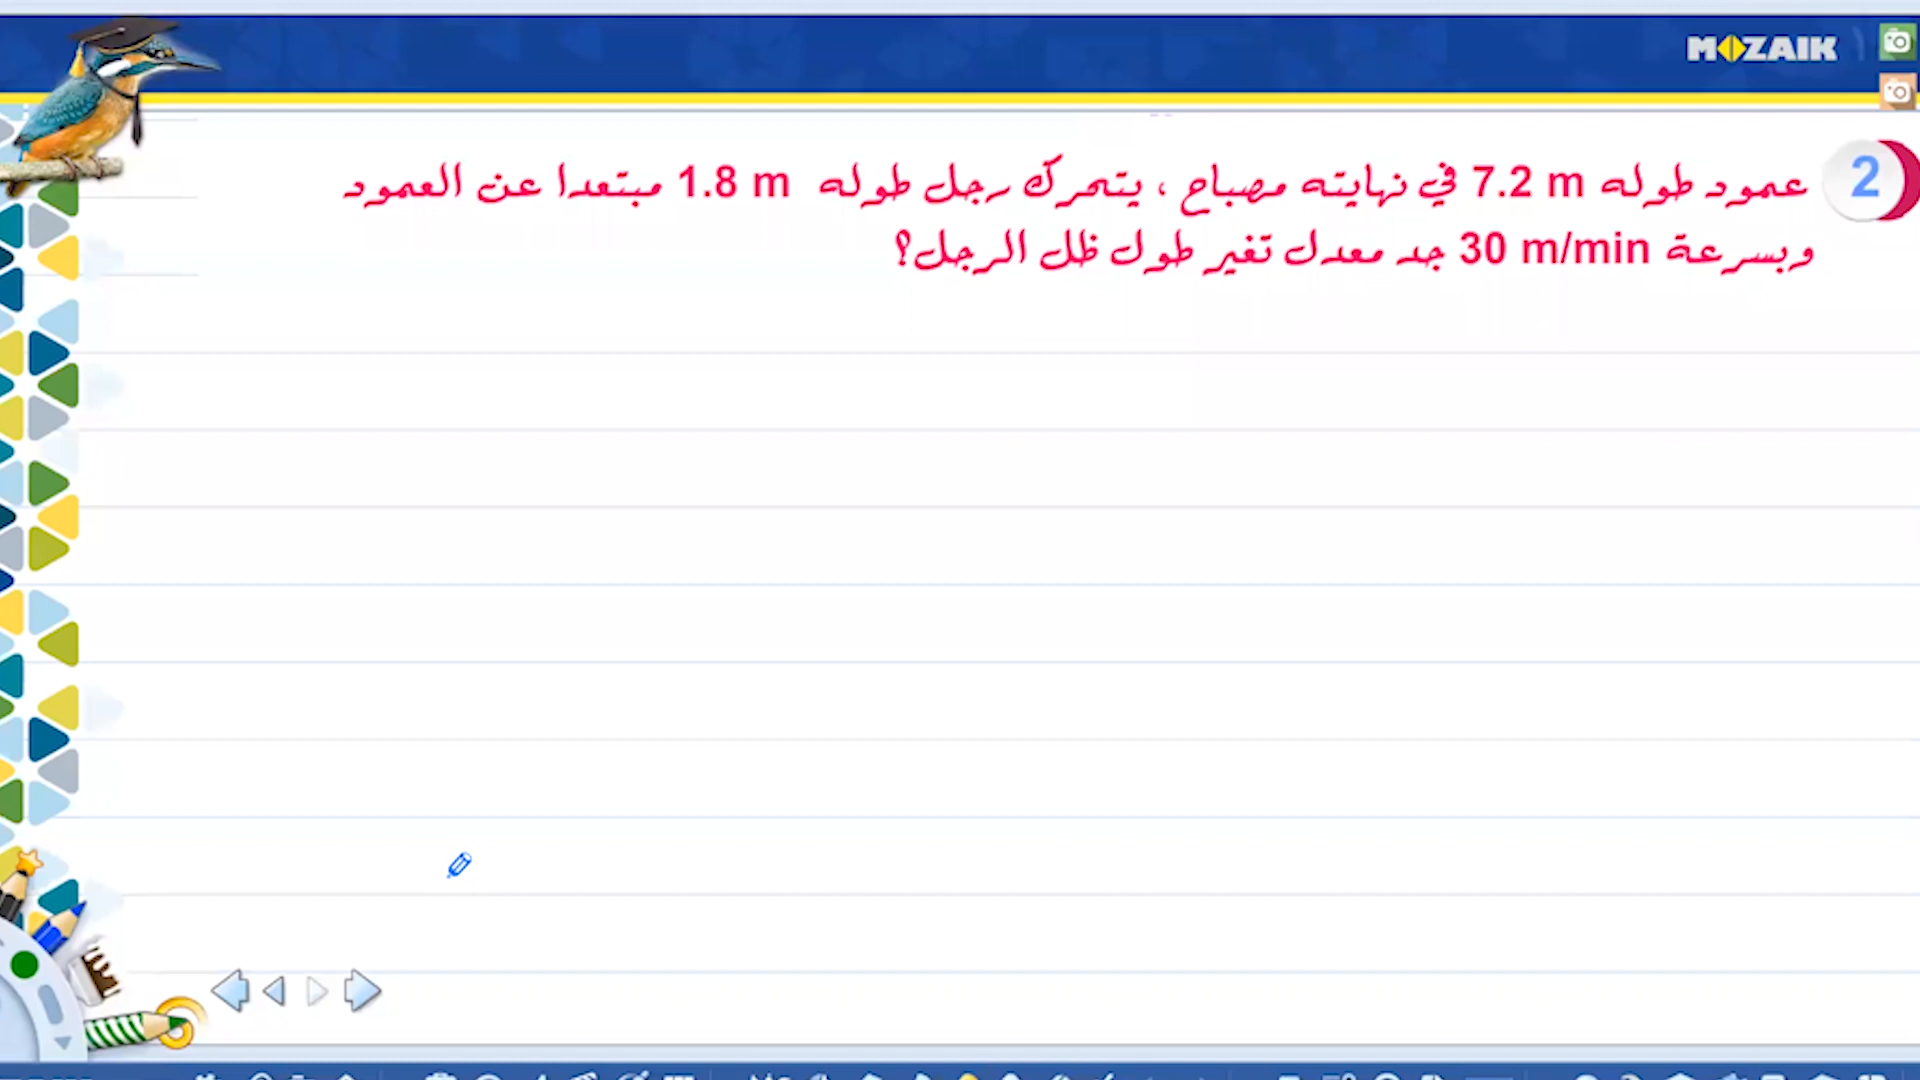 MOZAIK
2
عمود طوله 7.2 m في نهايته مصباح ، يتحرك رجل طوله 1.8 m مبتعدا عن العمود
وبسرعة 30 m/min جد معدل تغير طول ظل الرجل؟